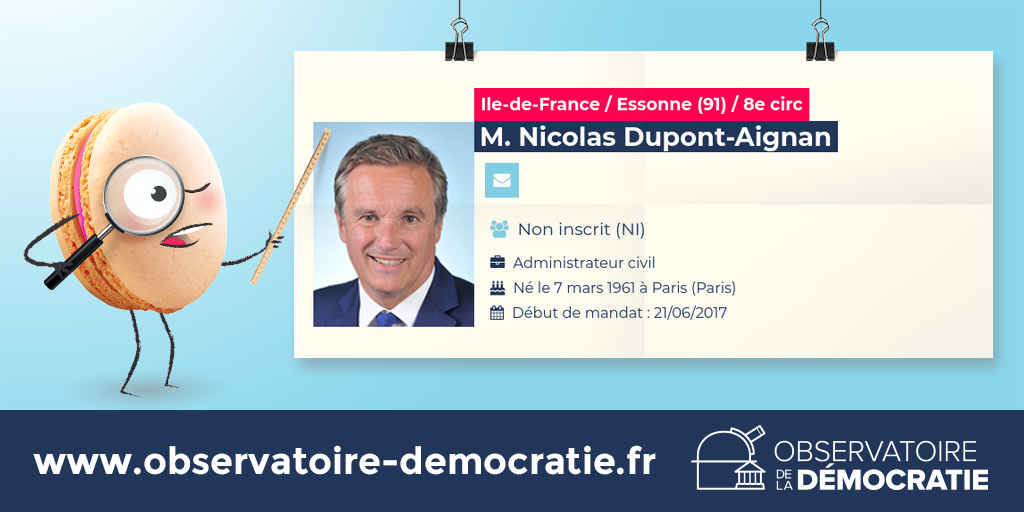 Ile-de-France / Essonne (91) / 8e circ
M. Nicolas Dupont-Aignan
Non inscrit (NI)
Administrateur civil
Né le 7 mars 1961 à Paris (Paris)
Début de mandat : 21/06/2017
www.observatoire-democratie.fr
OBSERVATOIRE
DE LA DÉMOCRATIE